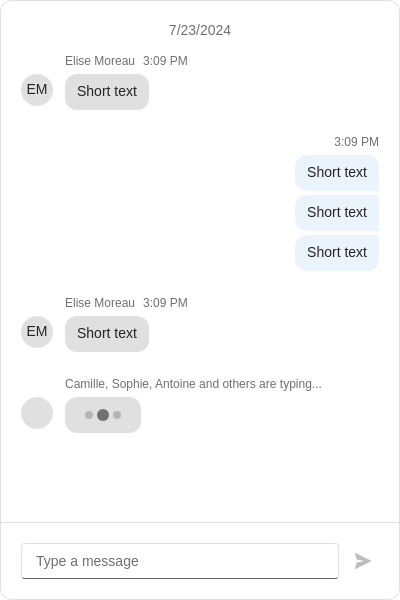 7/23/2024
Elise Moreau 3:09 PM
EM
Short text
3:09 PM
Short text
Short text
Short text
Elise Moreau 3:09 PM
EM
Short text
Camille, Sophie, Antoine and others are typing...
Type a message